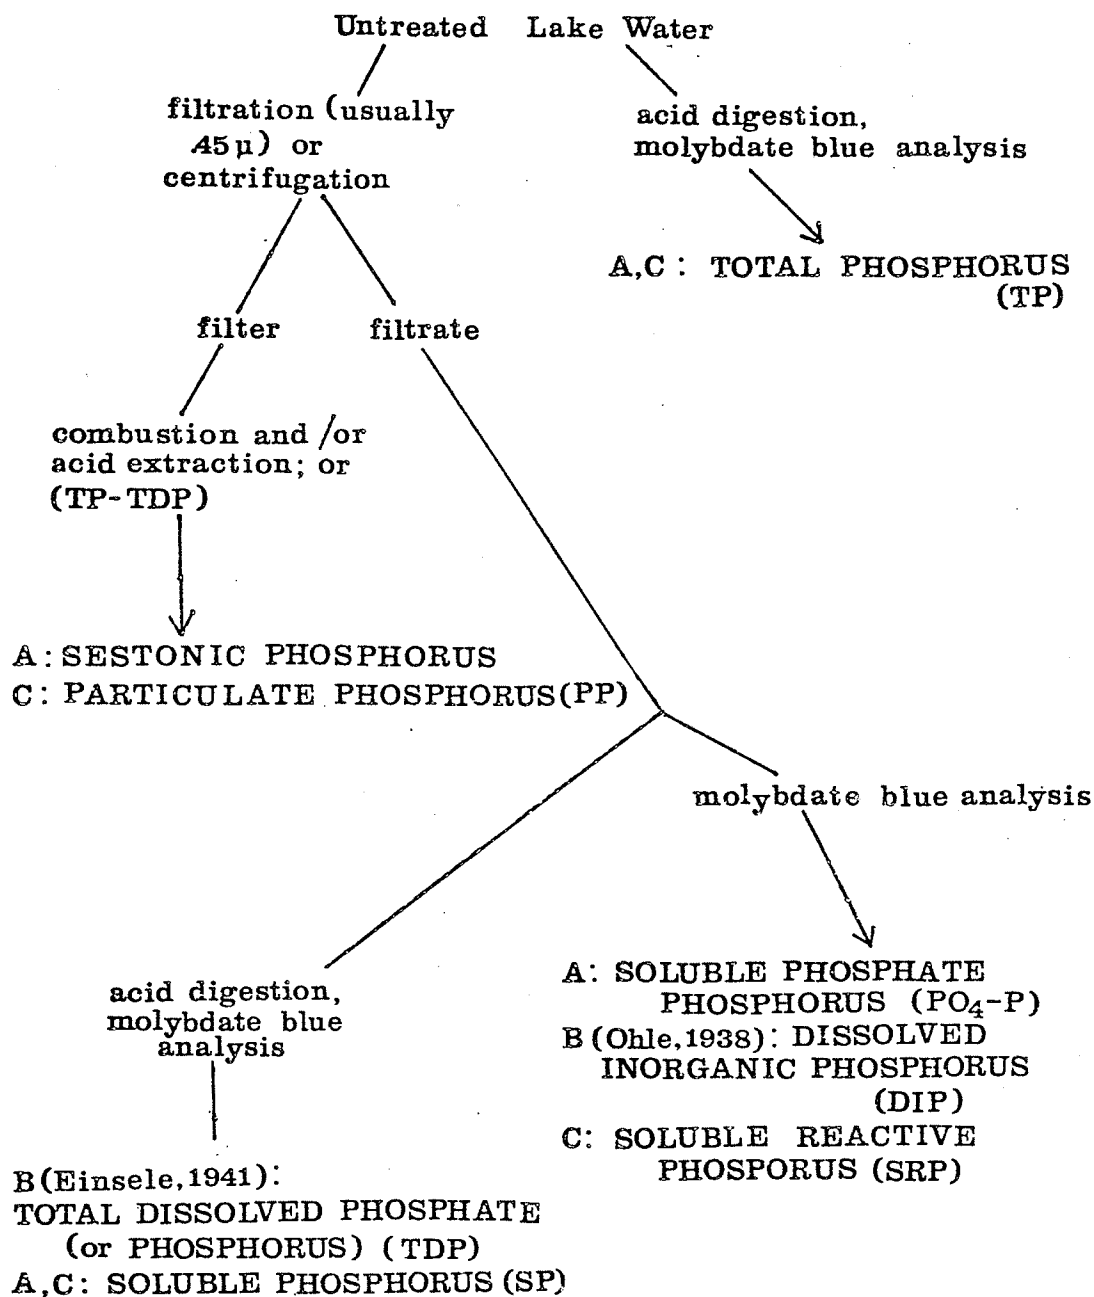 Untreated Lake Water
filtration (usually
.45 µ) or
centrifugation
acid digestion,
molybdate blue analysis
A,C : TOTAL PHOSPHORUS
(TP)
filter
filtrate
combustion and /or
acid extraction; or
(TP-TDP)
A: SESTONIC PHOSPHORUS
C: PARTICULATE PHOSPHORUS (PP)
molybdate blue analysis
A: SOLUBLE PHOSPHATE
PHOSPHORUS (PO₄-P)
B (Ohle,1938): DISSOLVED
INORGANIC PHOSPHORUS
(DIP)
C: SOLUBLE REACTIVE
PHOSPORUS (SRP)
acid digestion,
molybdate blue
analysis
B (Einsele,1941):
TOTAL DISSOLVED PHOSPHATE
(or PHOSPHORUS) (TDP)
A,C: SOLUBLE PHOSPHORUS (SP)